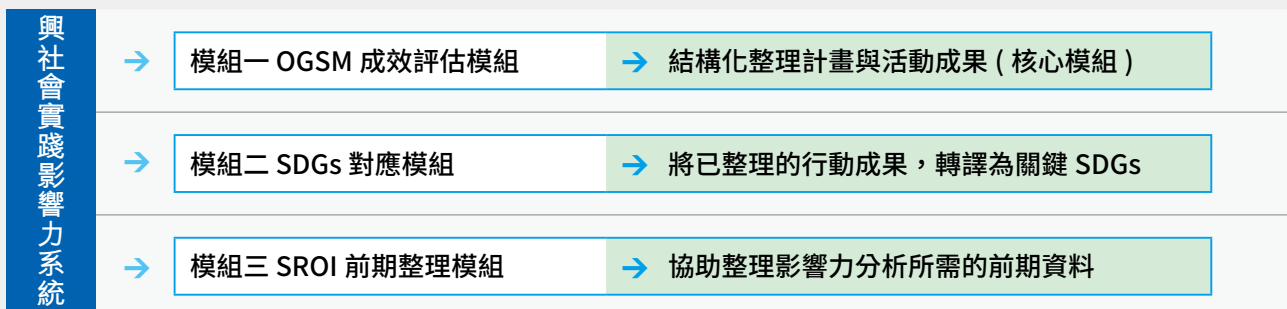 興社會實踐影響力系統
→ 模組一 OGSM 成效評估模組 → 結構化整理計畫與活動成果 ( 核心模組 )
→ 模組二 SDGs 對應模組 → 將已整理的行動成果，轉譯為關鍵 SDGs
→ 模組三 SROI 前期整理模組 → 協助整理影響力分析所需的前期資料